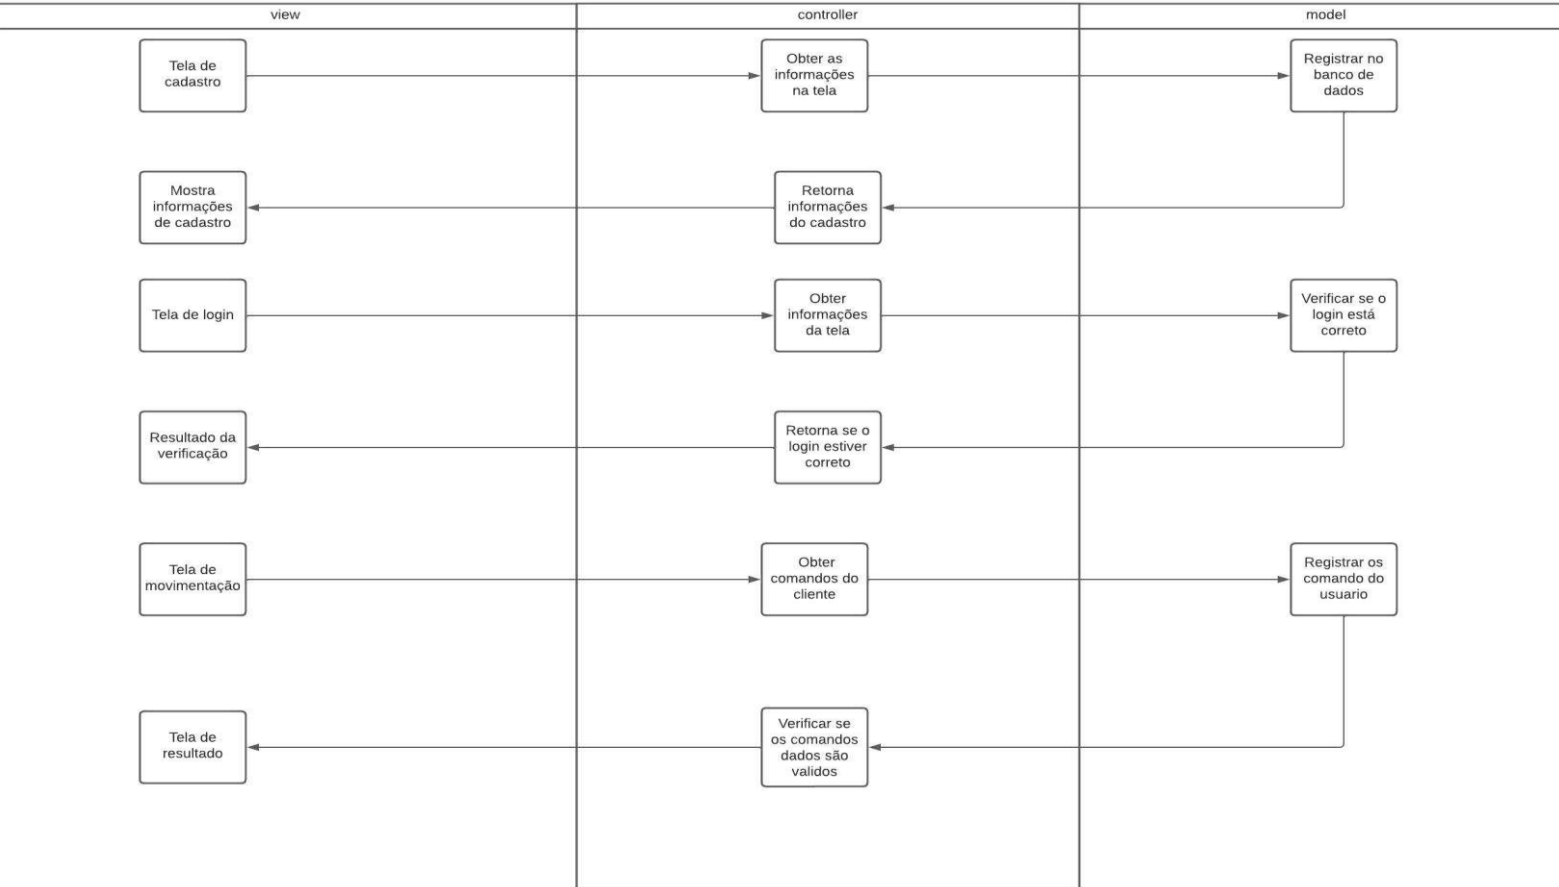 view
controller
model
Tela de
cadastro
Obter as
informações
na tela
Registrar no
banco de
dados
Mostra
informações
de cadastro
Retorna
informações
do cadastro
Tela de login
Obter
informações
da tela
Verificar se o
login está
correto
Resultado da
verificação
Retorna se o
login estiver
correto
Tela de
movimentação
Obter
comandos do
cliente
Registrar os
comando do
usuario
Tela de
resultado
Verificar se
os comandos
dados são
validos